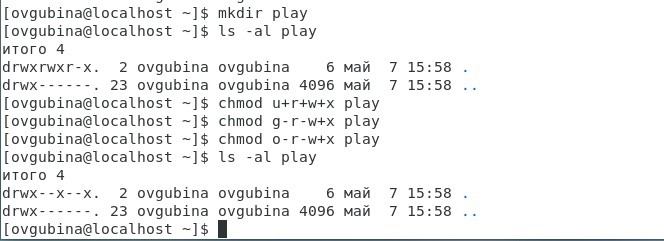 [ovgubina@localhost ~]$ mkdir play
[ovgubina@localhost ~]$ ls -al play
итого 4
drwxrwxr-x.  2 ovgubina ovgubina    6 май  7 15:58 .
drwx------. 23 ovgubina ovgubina 4096 май  7 15:58 ..
[ovgubina@localhost ~]$ chmod u+r+w+x play
[ovgubina@localhost ~]$ chmod g-r-w+x play
[ovgubina@localhost ~]$ chmod o-r-w+x play
[ovgubina@localhost ~]$ ls -al play
итого 4
drwx--x--x.  2 ovgubina ovgubina    6 май  7 15:58 .
drwx------. 23 ovgubina ovgubina 4096 май  7 15:58 ..
[ovgubina@localhost ~]$